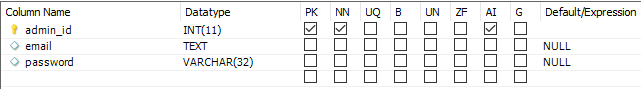 Column Name Datatype PK NN UQ B UN ZF AI G Default/Expression
admin_id INT(11)
email TEXT NULL
password VARCHAR(32) NULL